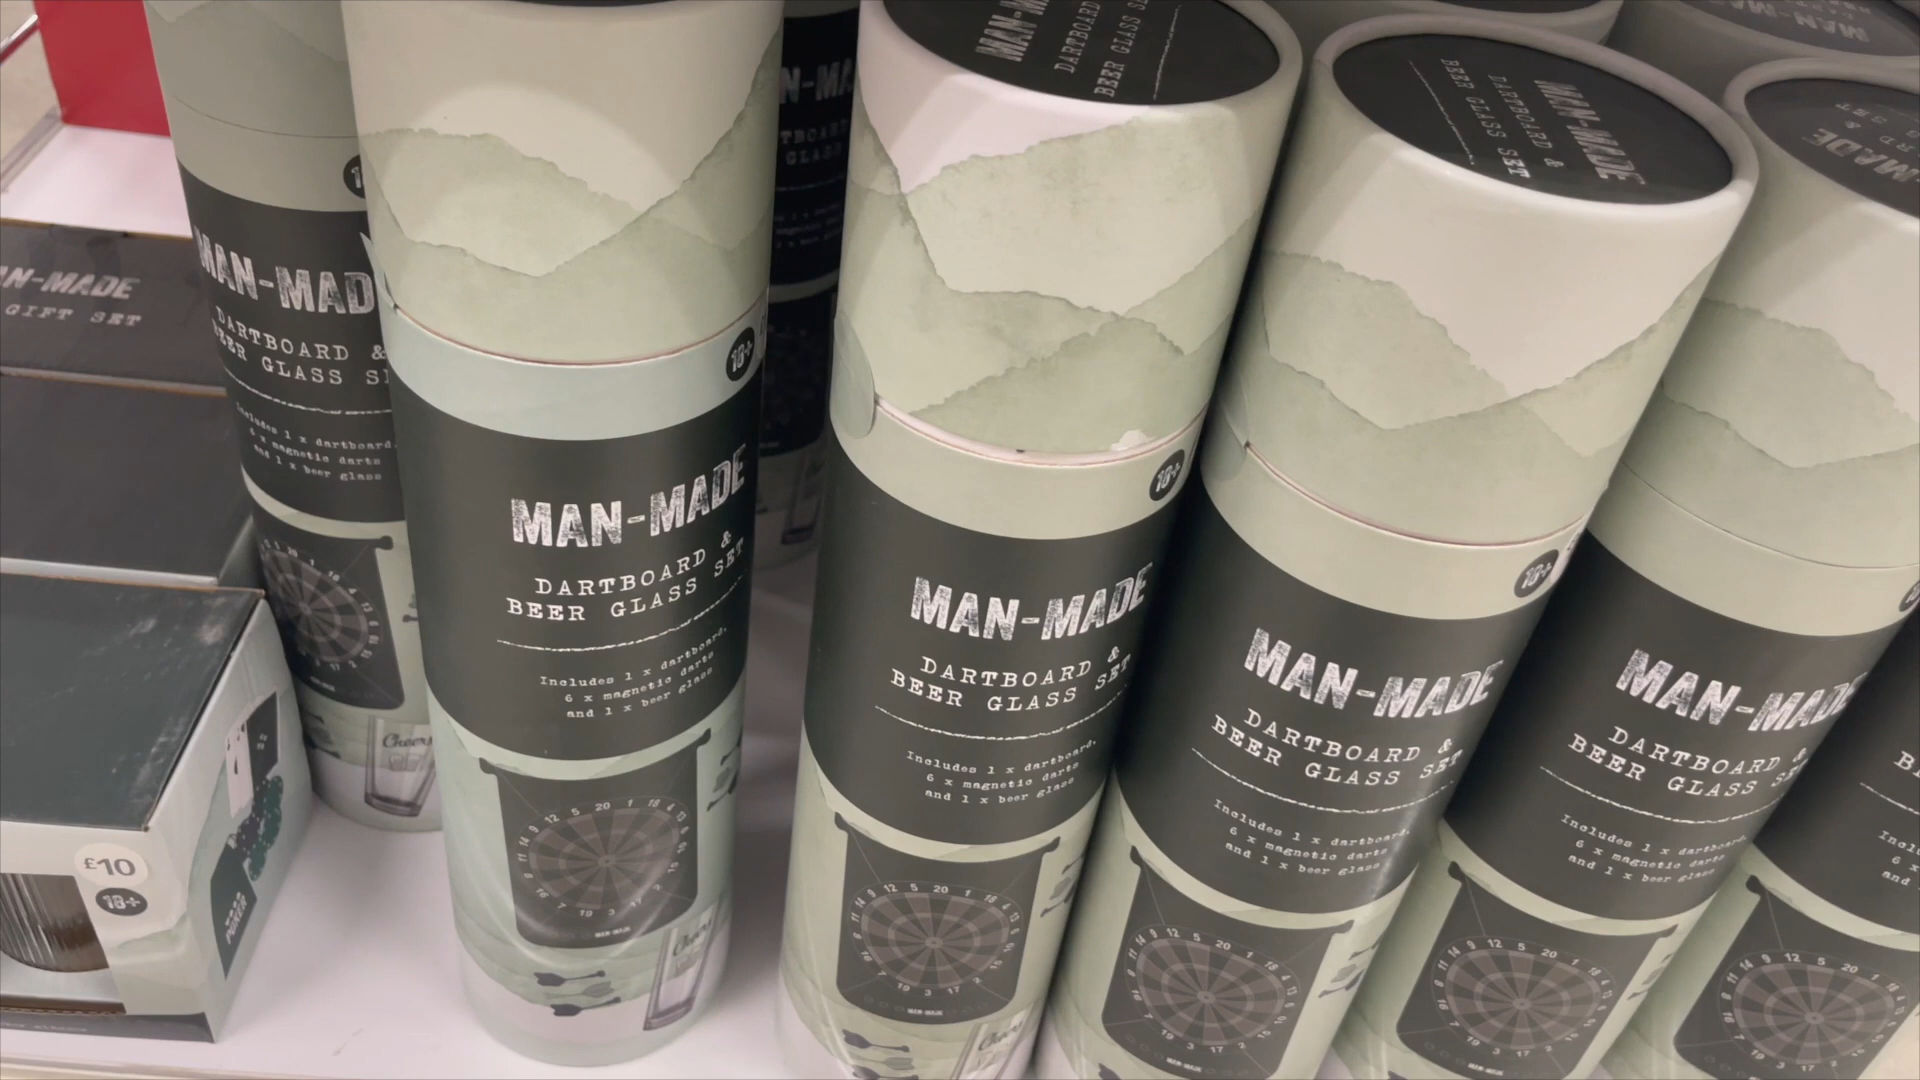 MAN-MADE
GIFT SET
£10
18+
POKER
MAN-MADE
DARTBOARD &
BEER GLASS
Includes 1 x dartboard,
6 x magnetic darts
and 1 x beer glass
Cheers
18+
MAN-MADE
DARTBOARD &
BEER GLASS SET
Includes 1 x dartboard,
6 x magnetic darts
and 1 x beer glass
Cheers
MAN-MADE
DARTBOARD &
BEER GLASS SET
18+
MAN-MADE
DARTBOARD &
BEER GLASS SET
Includes 1 x dartboard,
6 x magnetic darts
and 1 x beer glass
Cheers
MAN-MADE
DARTBOARD &
BEER GLASS SET
18+
MAN-MADE
DARTBOARD &
BEER GLASS SET
Includes 1 x dartboard,
6 x magnetic darts
and 1 x beer glass
MAN-MADE
MAN-MADE
DARTBOARD &
BEER GLASS SET
Includes 1 x dartboard,
6 x magnetic darts
and 1 x beer glass